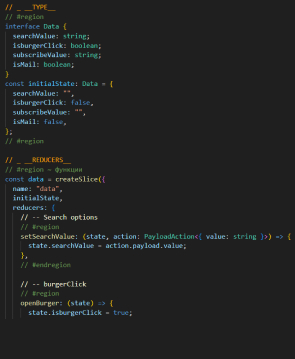 // _ __TYPE__
// #region
interface Data {
  searchValue: string;
  isburgerClick: boolean;
  subscribeValue: string;
  isMail: boolean;
}
const initialState: Data = {
  searchValue: "",
  isburgerClick: false,
  subscribeValue: "",
  isMail: false,
};
// #region

// _ __REDUCERS__
// #region ~ функции
const data = createSlice({
  name: "data",
  initialState,
  reducers: {
    // -- Search options
    // #region
    setSearchValue: (state, action: PayloadAction<{ value: string }>) => {
      state.searchValue = action.payload.value;
    },
    // #endregion

    // -- burgerClick
    // #region
    openBurger: (state) => {
      state.isburgerClick = true;